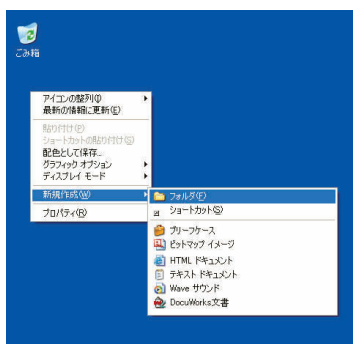 ごみ箱
アイコンの整列(I)
最新の情報に更新(E)
貼り付け(P)
ショートカットの貼り付け(S)
配色として保存...
グラフィック オプション
ディスプレイ モード
新規作成(W)
プロパティ(R)
フォルダ(F)
ショートカット(S)
ブリーフケース
ビットマップ イメージ
HTML ドキュメント
テキスト ドキュメント
Wave サウンド
DocuWorks文書